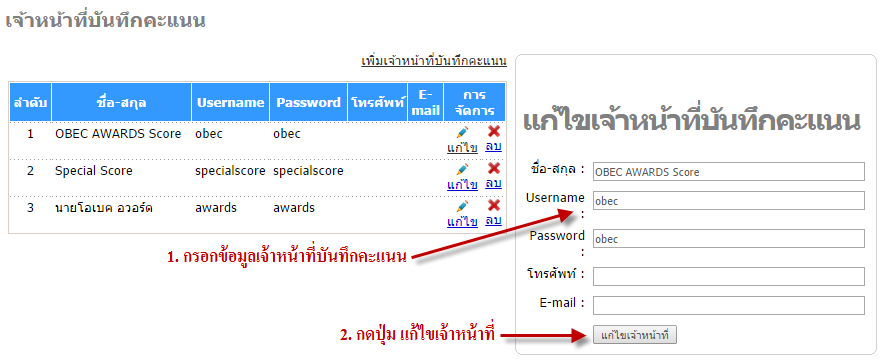 เจ้าหน้าที่บันทึกคะแนน
เพิ่มเจ้าหน้าที่บันทึกคะแนน
ลำดับ ชื่อ-สกุล Username Password โทรศัพท์ E-mail การจัดการ
1 OBEC AWARDS Score obec obec แก้ไข ลบ
2 Special Score specialscore specialscore แก้ไข ลบ
3 นายโอเบค อวอร์ด awards awards แก้ไข ลบ
แก้ไขเจ้าหน้าที่บันทึกคะแนน
ชื่อ-สกุล : OBEC AWARDS Score
Username : obec
Password : obec
โทรศัพท์ :
E-mail :
แก้ไขเจ้าหน้าที่
1. กรอกข้อมูลเจ้าหน้าที่บันทึกคะแนน
2. กดปุ่ม แก้ไขเจ้าหน้าที่